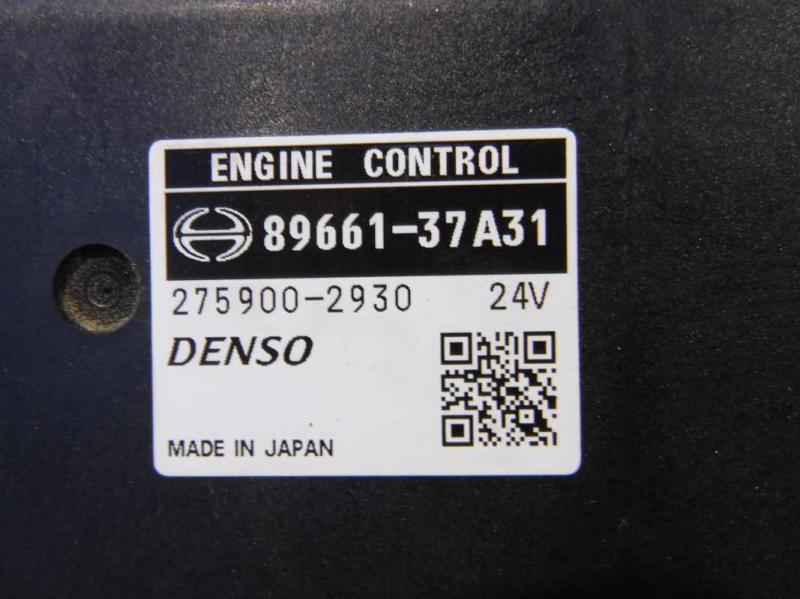 ENGINE CONTROL
89661-37A31
275900-2930 24V
DENSO
MADE IN JAPAN